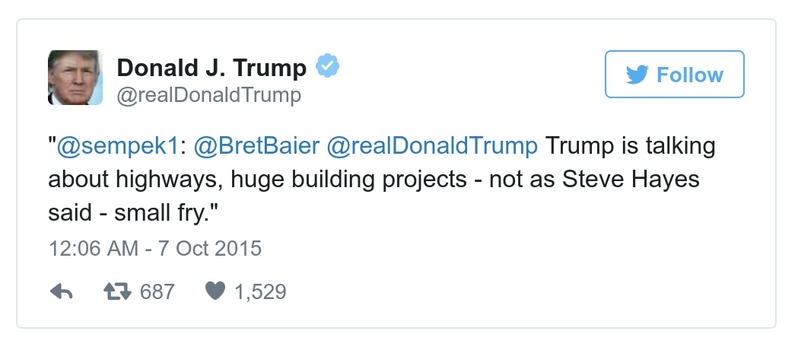 Donald J. Trump
@realDonaldTrump
Follow
"@sempek1: @BretBaier @realDonaldTrump Trump is talking
about highways, huge building projects - not as Steve Hayes
said - small fry."
12:06 AM - 7 Oct 2015
687 1,529